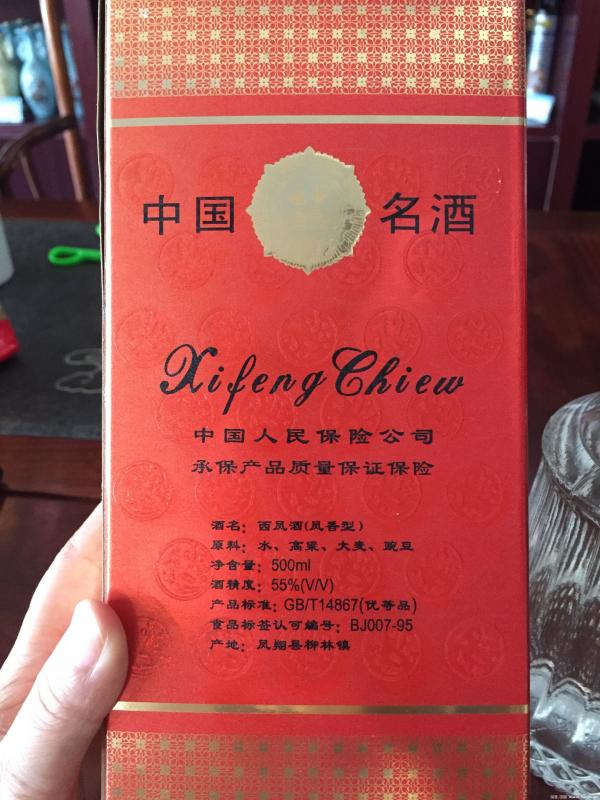 中国 名酒
Xifeng Chiew
中国人民保险公司
承保产品质量保证保险
酒名：西凤酒(凤香型)
原料：水、高粱、大麦、豌豆
净含量：500ml
酒精度：55%(V/V)
产品标准：GB/T14867(优等品)
食品标签认可编号：BJ007-95
产地：凤翔县柳林镇